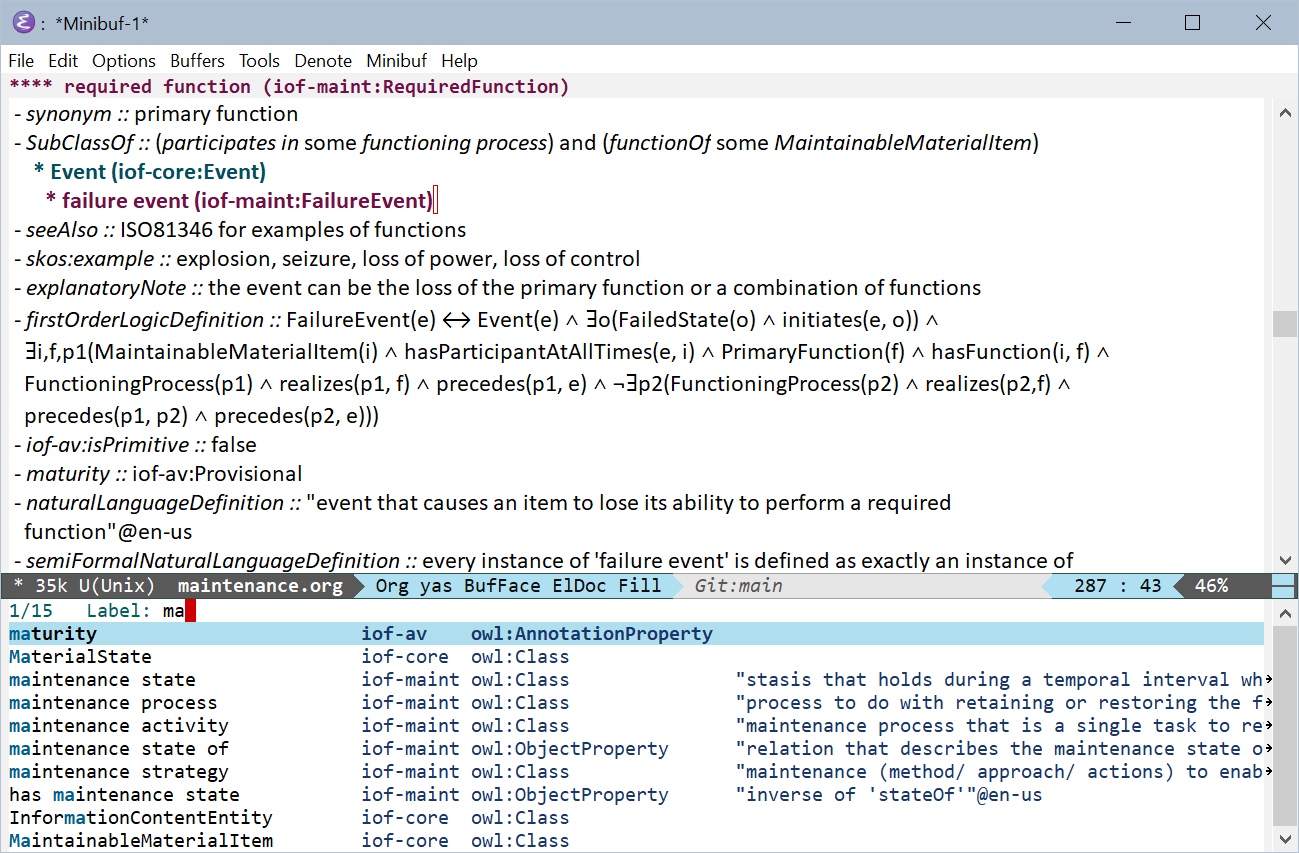 : *Minibuf-1*
File Edit Options Buffers Tools Denote Minibuf Help
**** required function (iof-maint:RequiredFunction)
- synonym :: primary function
- SubClassOf :: (participates in some functioning process) and (functionOf some MaintainableMaterialItem)
* Event (iof-core:Event)
* failure event (iof-maint:FailureEvent)
- seeAlso :: ISO81346 for examples of functions
- skos:example :: explosion, seizure, loss of power, loss of control
- explanatoryNote :: the event can be the loss of the primary function or a combination of functions
- firstOrderLogicDefinition :: FailureEvent(e) ↔ Event(e) ∧ ∃o(FailedState(o) ∧ initiates(e, o)) ∧
∃i,f,p1(MaintainableMaterialItem(i) ∧ hasParticipantAtAllTimes(e, i) ∧ PrimaryFunction(f) ∧ hasFunction(i, f) ∧
FunctioningProcess(p1) ∧ realizes(p1, f) ∧ precedes(p1, e) ∧ ¬∃p2(FunctioningProcess(p2) ∧ realizes(p2,f) ∧
precedes(p1, p2) ∧ precedes(p2, e)))
- iof-av:isPrimitive :: false
- maturity :: iof-av:Provisional
- naturalLanguageDefinition :: "event that causes an item to lose its ability to perform a required
function"@en-us
- semiFormalNaturalLanguageDefinition :: every instance of 'failure event' is defined as exactly an instance of
* 35k U(Unix) maintenance.org Org yas BufFace ElDoc Fill Git:main 287 : 43 46%
1/15 Label: ma
maturity iof-av owl:AnnotationProperty
MaterialState iof-core owl:Class
maintenance state iof-maint owl:Class "stasis that holds during a temporal interval wh
maintenance process iof-maint owl:Class "process to do with retaining or restoring the f
maintenance activity iof-maint owl:Class "maintenance process that is a single task to re
maintenance state of iof-maint owl:ObjectProperty "relation that describes the maintenance state o
maintenance strategy iof-maint owl:Class "maintenance (method/ approach/ actions) to enab
has maintenance state iof-maint owl:ObjectProperty "inverse of 'stateOf'"@en-us
InformationContentEntity iof-core owl:Class
MaintainableMaterialItem iof-core owl:Class